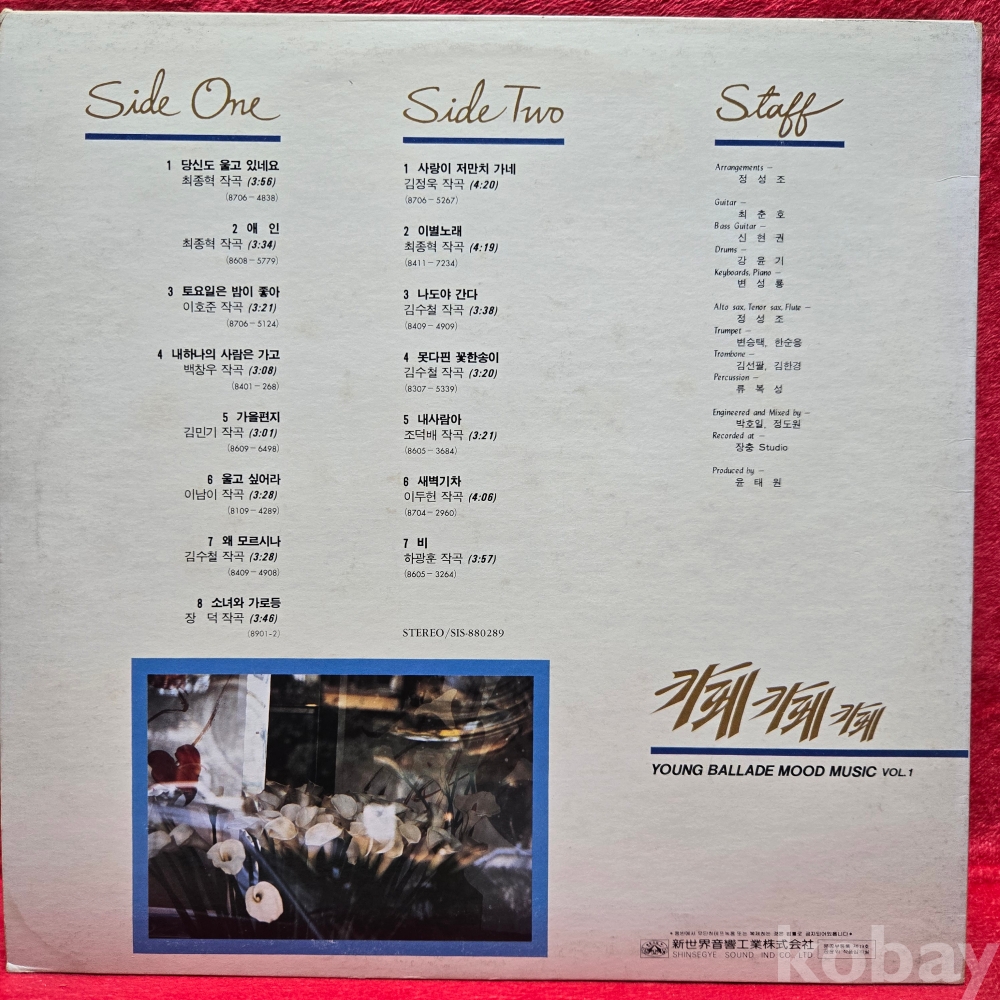 Side One
1 당신도 울고 있네요
최종혁 작곡 (3:56)
(8706-4838)
2 애 인
최종혁 작곡 (3:34)
(8608-5779)
3 토요일은 밤이 좋아
이호준 작곡 (3:21)
(8706-5124)
4 내하나의 사람은 가고
백창우 작곡 (3:08)
(8401-268)
5 가을편지
김민기 작곡 (3:01)
(8609-6498)
6 울고 싶어라
이남이 작곡 (3:28)
(8109-4289)
7 왜 모르시나
김수철 작곡 (3:28)
(8409-4908)
8 소녀와 가로등
장 덕 작곡 (3:46)
(8901-2)
Side Two
1 사랑이 저만치 가네
김정욱 작곡 (4:20)
(8706-5267)
2 이별노래
최종혁 작곡 (4:19)
(8411-7234)
3 나도야 간다
김수철 작곡 (3:38)
(8409-4909)
4 못다핀 꽃한송이
김수철 작곡 (3:20)
(8307-5339)
5 내사람아
조덕배 작곡 (3:21)
(8605-3684)
6 새벽기차
이두헌 작곡 (4:06)
(8704-2960)
7 비
하광훈 작곡 (3:57)
(8605-3264)
STEREO/SIS-880289
Staff
Arrangements -
정 성 조
Guitar -
최 춘 호
Bass Guitar -
신 현 권
Drums -
강 윤 기
Keyboards, Piano -
변 성 룡
Alto sax, Tenor sax, Flute -
정 성 조
Trumpet -
변승택, 한순웅
Trombone -
김선팔, 김한경
Percussion -
류 복 성
Engineered and Mixed by -
박호일, 정도원
Recorded at -
장충 Studio
Produced by -
윤 태 원
카페 카페 카페
YOUNG BALLADE MOOD MUSIC VOL.1
新世界音響工業株式会社
SHINSEGYE SOUND IND CO., LTD.
kobay